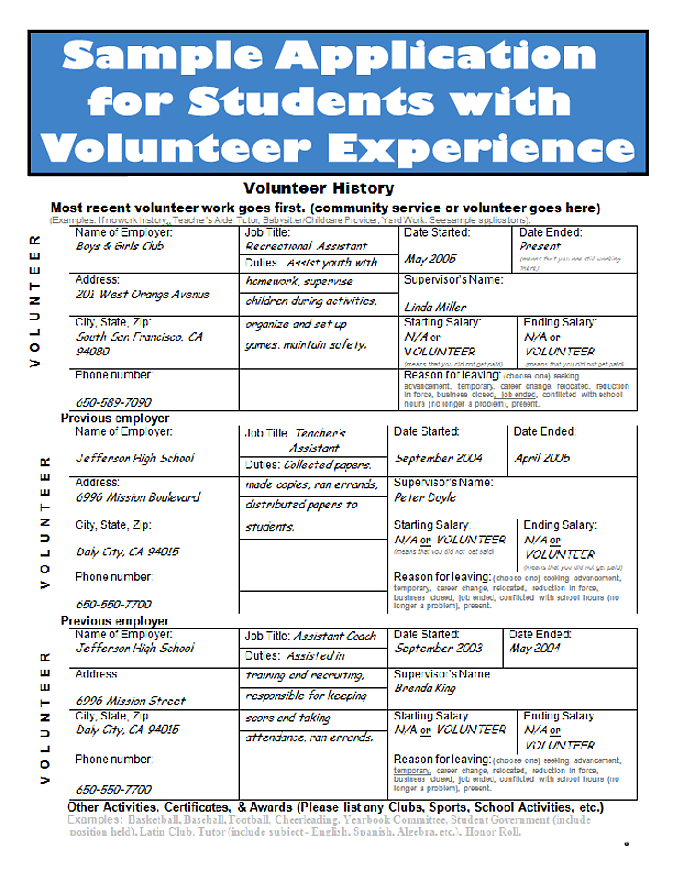 Sample Application
for Students with
Volunteer Experience
Volunteer History
Most recent volunteer work goes first. (community service or volunteer goes here)
(Examples: If no work history, Teacher's Aide, Tutor, Babysitter/Childcare Provider, Yard Work. See sample applications).
VOLUNTEER
Name of Employer:
Boys & Girls Club
Job Title:
Recreational Assistant
Duties: Assist youth with
Date Started:
May 2005
Date Ended:
Present
(means that you are still working there)
Address:
201 West Orange Avenue
homework, supervise
children during activities,
Supervisor's Name:
Linda Miller
City, State, Zip:
South San Francisco, CA
94080
organize and set up
games, maintain safety.
Starting Salary:
N/A or
VOLUNTEER
(means that you did not get paid)
Ending Salary:
N/A or
VOLUNTEER
(means that you did not get paid)
Phone number:
650-589-7090
Reason for leaving: (choose one) seeking
advancement, temporary, career change, relocated, reduction
in force, business closed, job ended, conflicted with school
hours (no longer a problem), present.
Previous employer
VOLUNTEER
Name of Employer:
Jefferson High School
Job Title: Teacher's
Assistant
Duties: Collected papers,
Date Started:
September 2004
Date Ended:
April 2005
Address:
6996 Mission Boulevard
made copies, ran errands,
distributed papers to
Supervisor's Name:
Peter Doyle
City, State, Zip:
Daly City, CA 94015
students.
Starting Salary:
N/A or VOLUNTEER
(means that you did not get paid)
Ending Salary:
N/A or
VOLUNTEER
(means that you did not get paid)
Phone number:
650-550-7700
Reason for leaving: (choose one) seeking advancement,
temporary, career change, relocated, reduction in force,
business closed, job ended, conflicted with school hours (no
longer a problem), present.
Previous employer
VOLUNTEER
Name of Employer:
Jefferson High School
Job Title: Assistant Coach
Duties: Assisted in
Date Started:
September 2003
Date Ended:
May 2004
Address:
6996 Mission Street
training and recruiting,
responsible for keeping
Supervisor's Name
Brenda King
City, State, Zip:
Daly City, CA 94015
score and taking
attendance, ran errands.
Starting Salary
N/A or VOLUNTEER
Ending Salary
N/A or
VOLUNTEER
Phone number:
650-550-7700
Reason for leaving: (choose one) seeking advancement,
temporary, career change, relocated, reduction in force,
business closed, job ended, conflicted with school hours (no
longer a problem), present.
Other Activities, Certificates, & Awards (Please list any Clubs, Sports, School Activities, etc.)
Examples: Basketball, Baseball, Football, Cheerleading, Yearbook Committee, Student Government (include
position held), Latin Club, Tutor (include subject - English, Spanish, Algebra, etc.), Honor Roll.